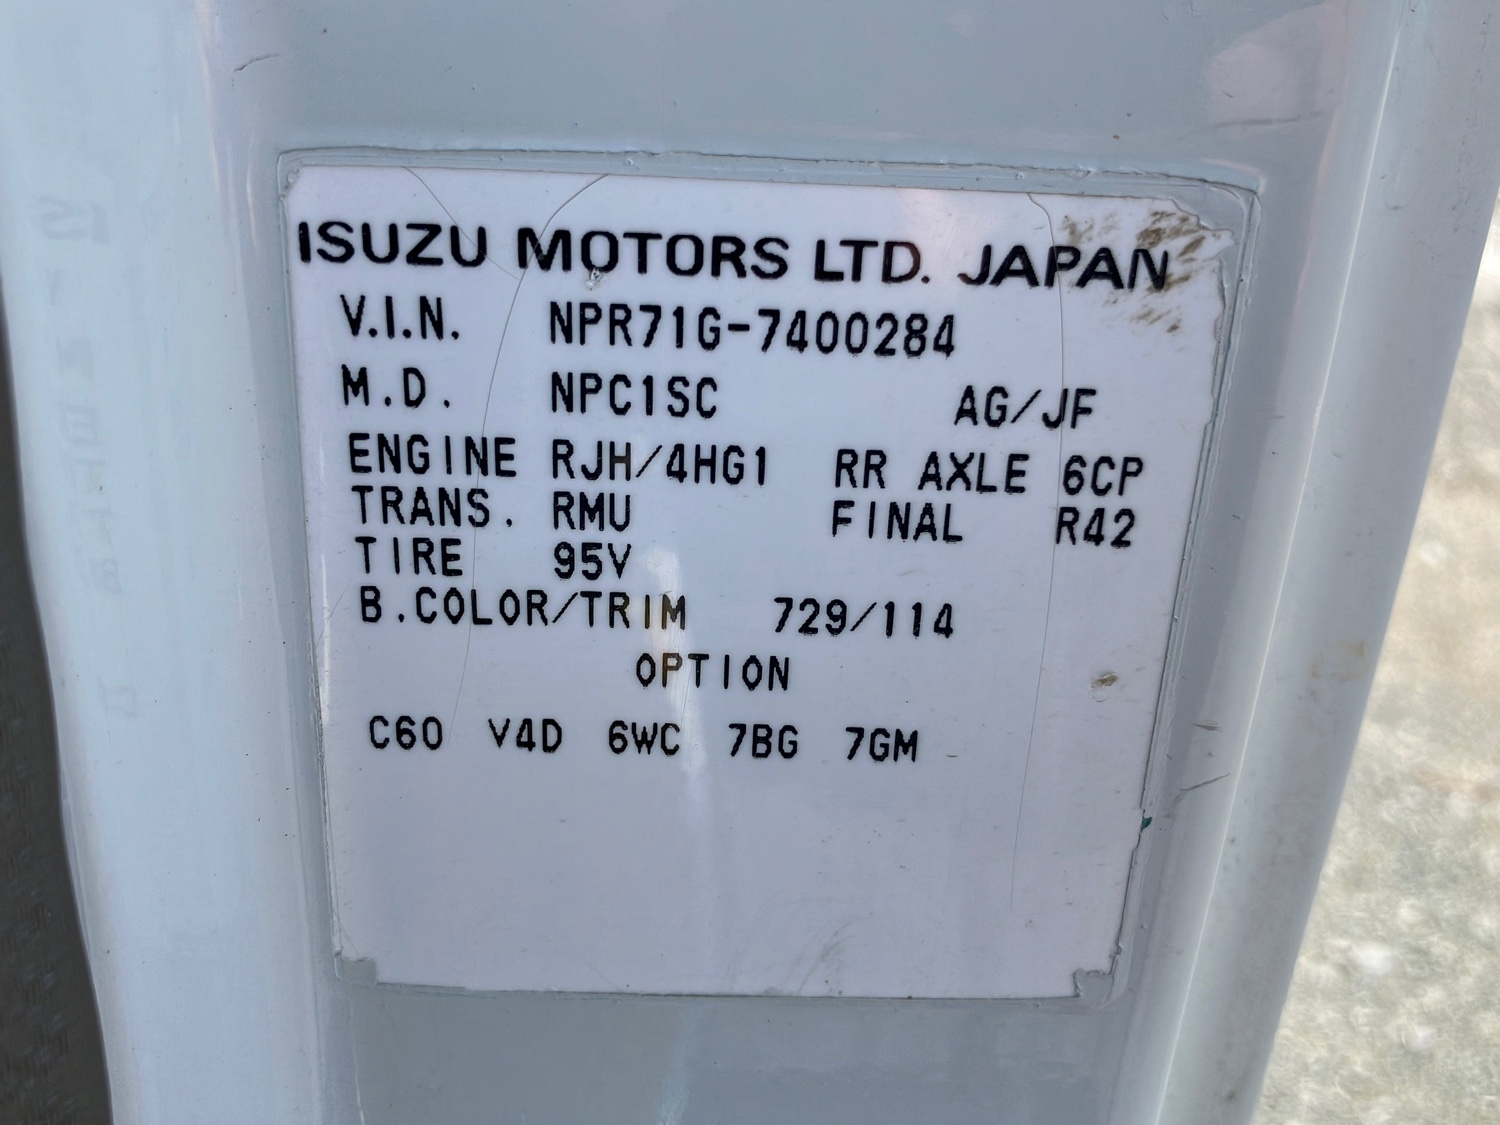 ISUZU MOTORS LTD. JAPAN
V.I.N. NPR71G-7400284
M.D. NPC1SC AG/JF
ENGINE RJH/4HG1 RR AXLE 6CP
TRANS. RMU FINAL R42
TIRE 95V
B.COLOR/TRIM 729/114
OPTION
C60 V4D 6WC 7BG 7GM